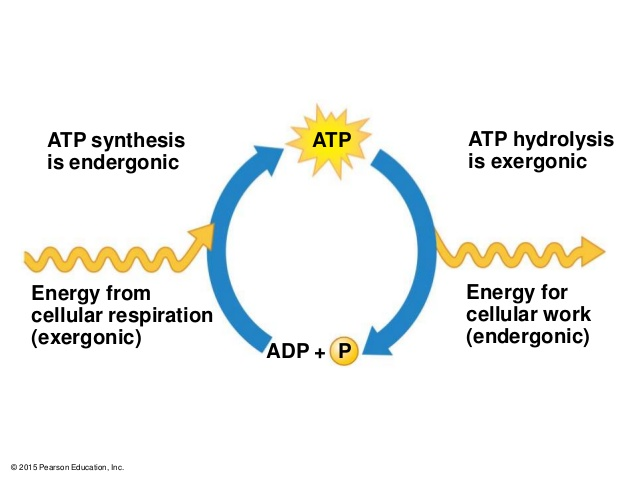 ATP synthesis
is endergonic
ATP
ATP hydrolysis
is exergonic
Energy from
cellular respiration
(exergonic)
Energy for
cellular work
(endergonic)
ADP + P
© 2015 Pearson Education, Inc.